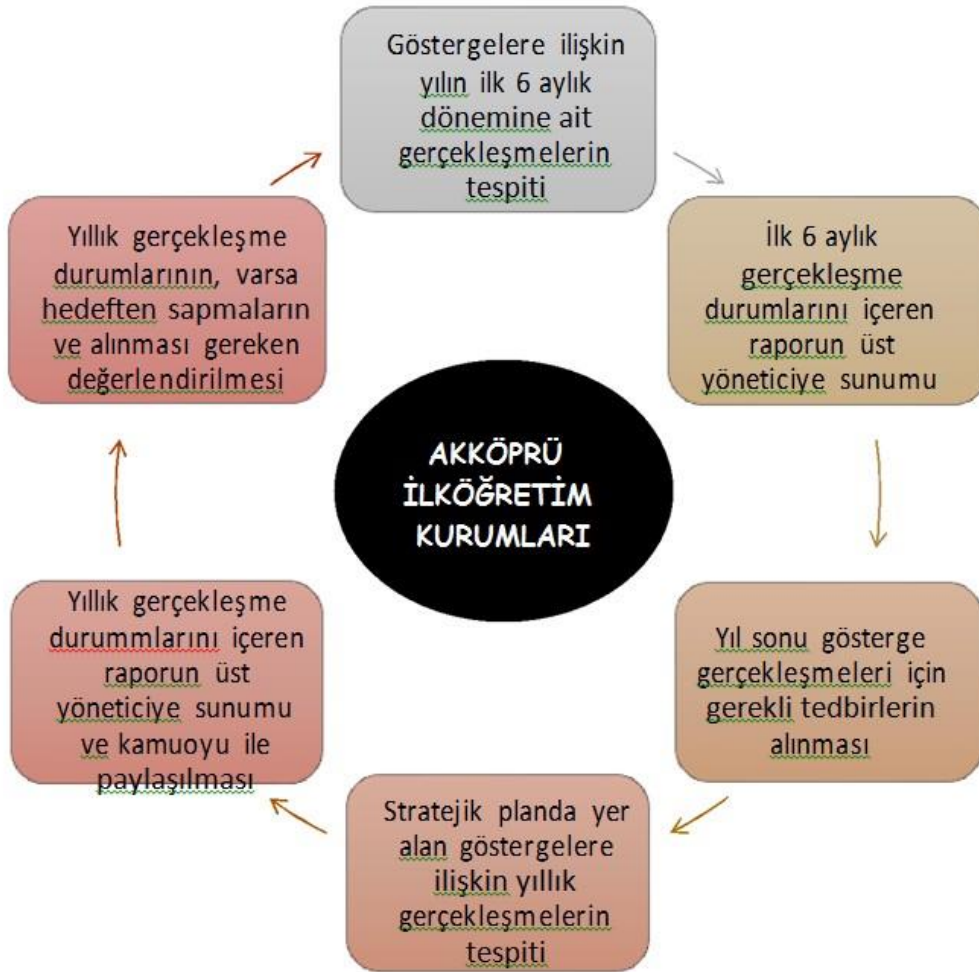 Göstergelere ilişkin
yılın ilk 6 aylık
dönemine ait
gerçekleşmelerin
tespiti
İlk 6 aylık
gerçekleşme
durumlarını içeren
raporun üst
yöneticiye sunumu
Yıl sonu gösterge
gerçekleşmeleri için
gerekli tedbirlerin
alınması
Stratejik planda yer
alan göstergelere
ilişkin yıllık
gerçekleşmelerin
tespiti
Yıllık gerçekleşme
durummlarını içeren
raporun üst
yöneticiye sunumu
ve kamuoyu ile
paylaşılması
Yıllık gerçekleşme
durumlarının, varsa
hedeften sapmaların
ve alınması gereken
değerlendirilmesi
AKKÖPRÜ
İLKÖĞRETİM
KURUMLARI